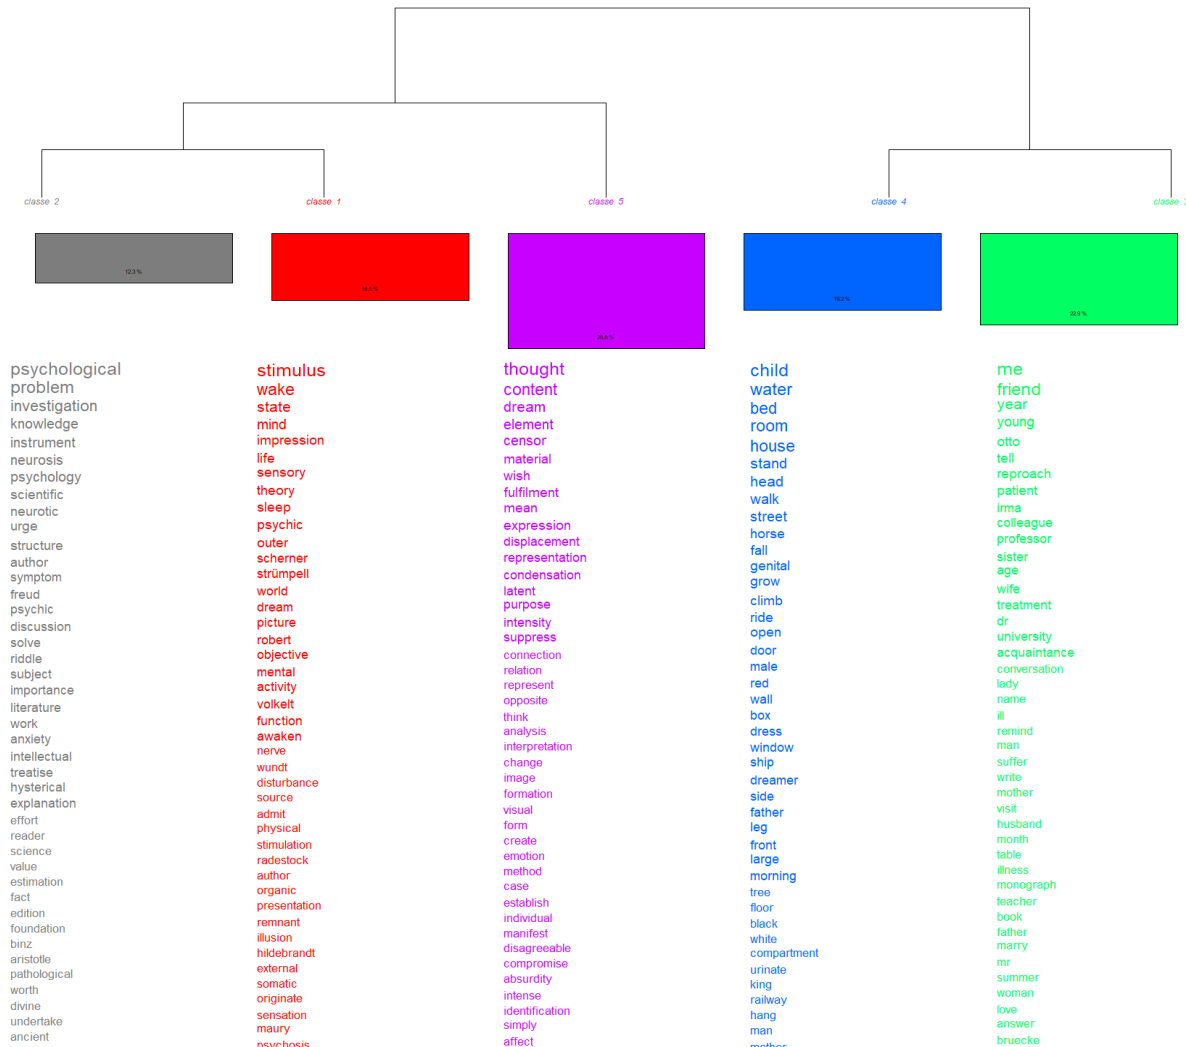 classe 2
classe 1
classe 5
classe 4
classe
12.3 %
22.9 %
psychological
problem
investigation
knowledge
instrument
neurosis
psychology
scientific
neurotic
urge
structure
author
symptom
freud
psychic
discussion
solve
riddle
subject
importance
literature
work
anxiety
intellectual
treatise
hysterical
explanation
effort
reader
science
value
estimation
fact
edition
foundation
binz
aristotle
pathological
worth
divine
undertake
ancient
stimulus
wake
state
mind
impression
life
sensory
theory
sleep
psychic
outer
scherner
strümpell
world
dream
picture
robert
objective
mental
activity
volkelt
function
awaken
nerve
wundt
disturbance
source
admit
physical
stimulation
radestock
author
organic
presentation
remnant
illusion
hildebrandt
external
somatic
originate
sensation
maury
psychosis
thought
content
dream
element
censor
material
wish
fulfilment
mean
expression
displacement
representation
condensation
latent
purpose
intensity
suppress
connection
relation
represent
opposite
think
analysis
interpretation
change
image
formation
visual
form
create
emotion
method
case
establish
individual
manifest
disagreeable
compromise
absurdity
intense
identification
simply
affect
child
water
bed
room
house
stand
head
walk
street
horse
fall
genital
grow
climb
ride
open
door
male
red
wall
box
dress
window
ship
dreamer
side
father
leg
front
large
morning
tree
floor
black
white
compartment
urinate
king
railway
hang
man
mother
me
friend
year
young
otto
tell
reproach
patient
irma
colleague
professor
sister
age
wife
treatment
dr
university
acquaintance
conversation
lady
name
ill
remind
man
suffer
write
mother
visit
husband
month
table
illness
monograph
teacher
book
father
marry
mr
summer
woman
love
answer
bruecke